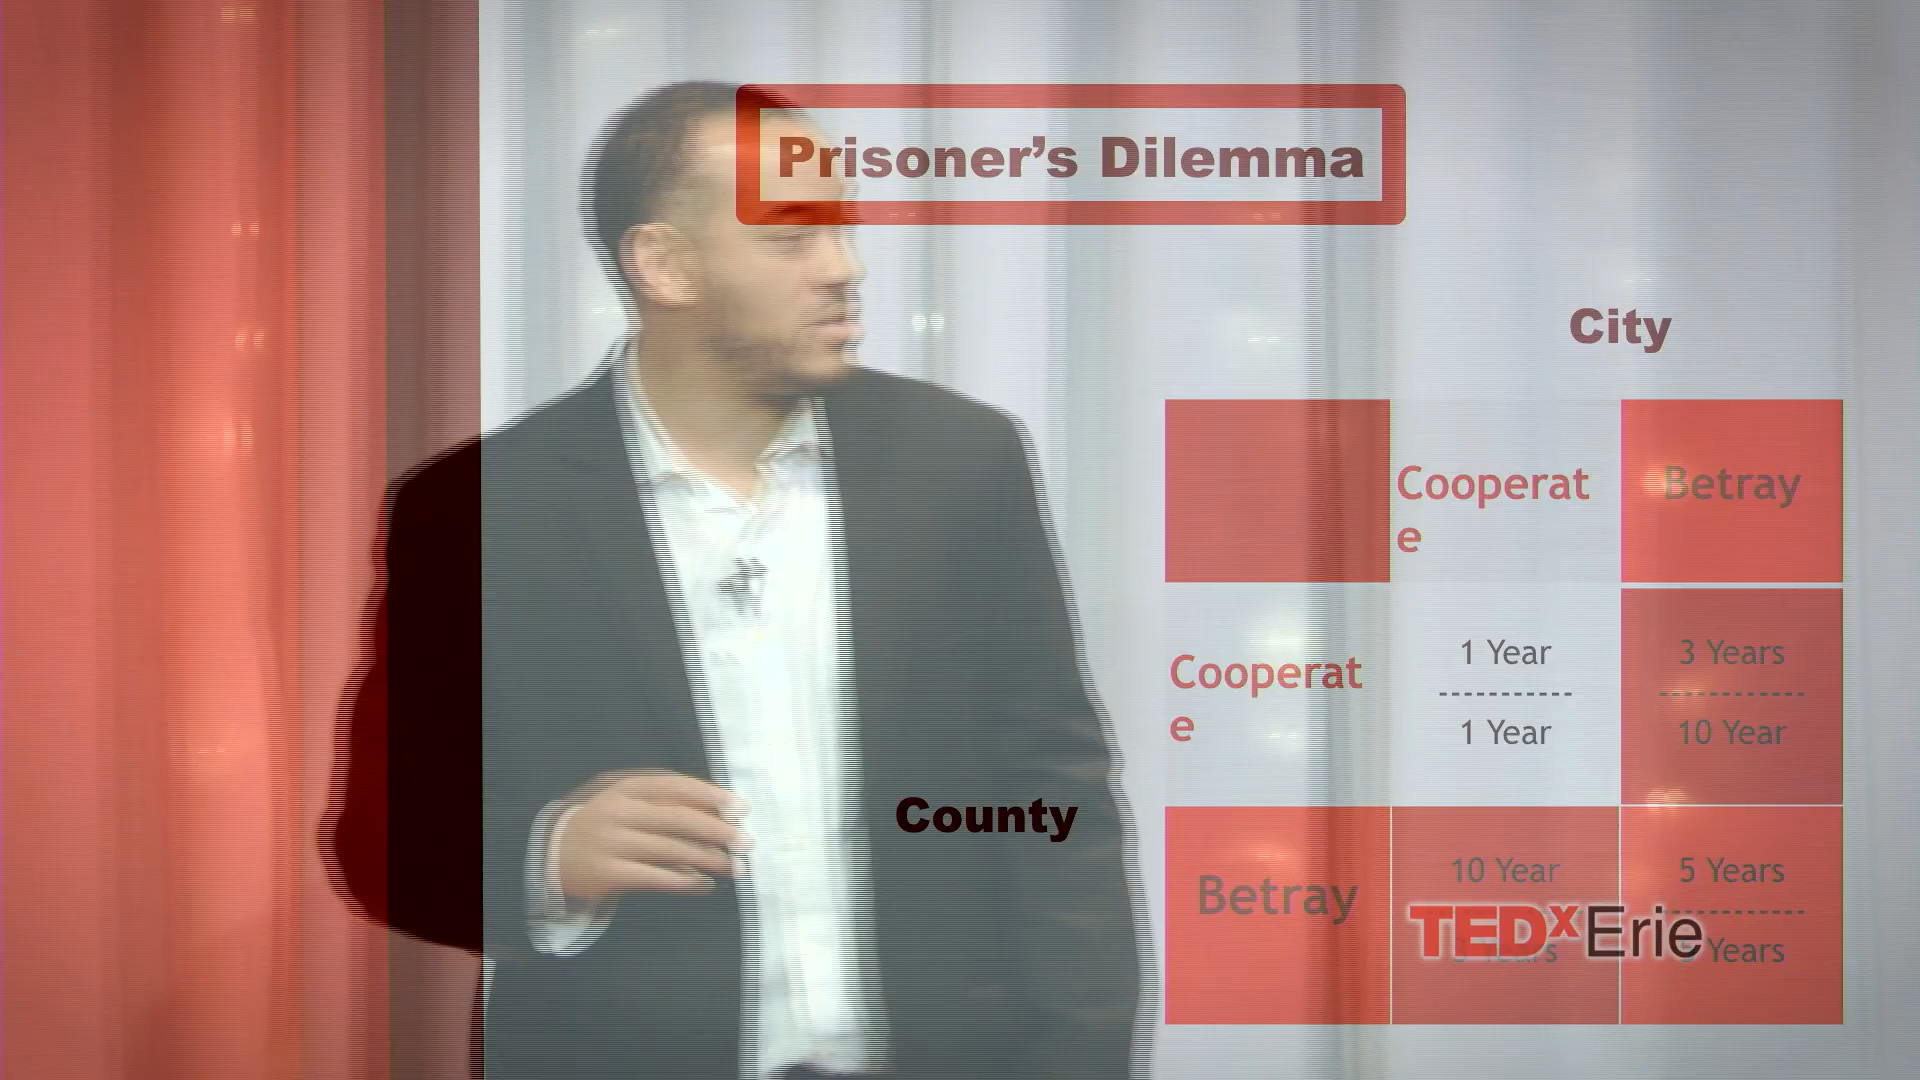 Prisoner's Dilemma
City
Cooperat
e
Betray
Cooperat
e
1 Year
1 Year
3 Years
10 Year
County
Betray
10 Year
5 Years
Years
TEDxErie